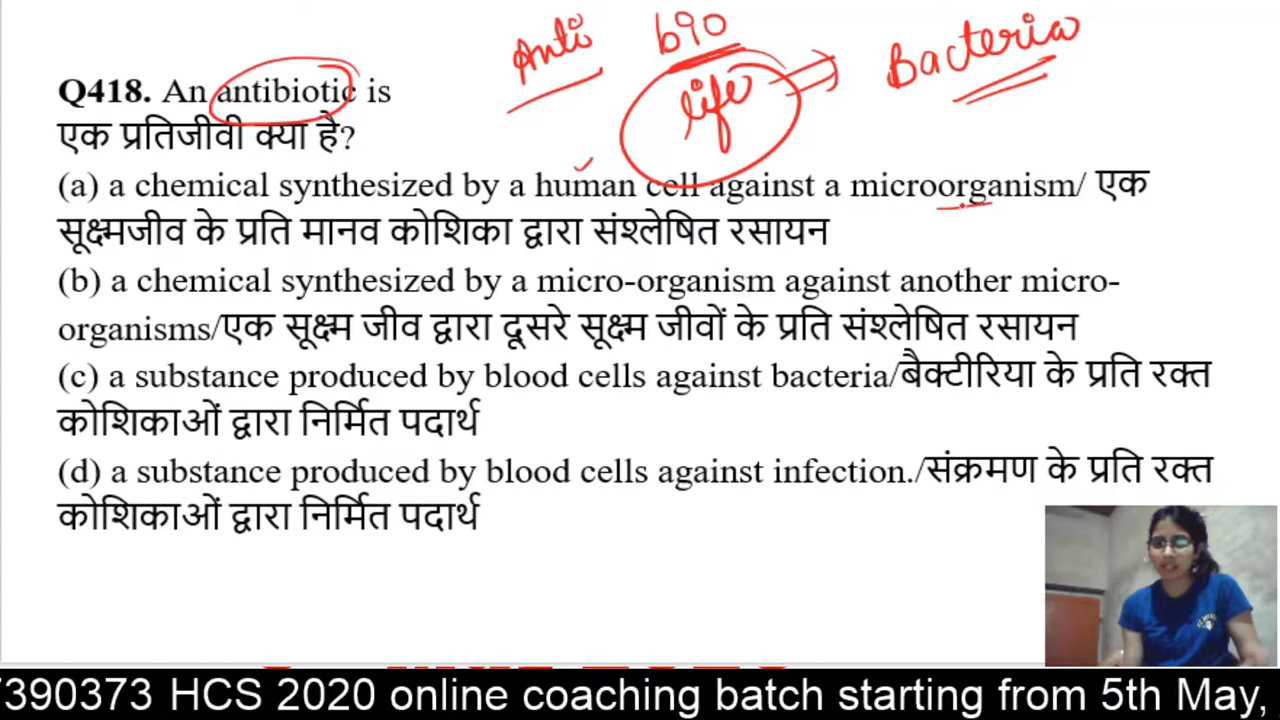 Anti bio Bacteria
life
Q418. An antibiotic is
एक प्रतिजीवी क्या है?
(a) a chemical synthesized by a human cell against a microorganism/ एक
सूक्ष्मजीव के प्रति मानव कोशिका द्वारा संश्लेषित रसायन
(b) a chemical synthesized by a micro-organism against another micro-
organisms/एक सूक्ष्म जीव द्वारा दूसरे सूक्ष्म जीवों के प्रति संश्लेषित रसायन
(c) a substance produced by blood cells against bacteria/बैक्टीरिया के प्रति रक्त
कोशिकाओं द्वारा निर्मित पदार्थ
(d) a substance produced by blood cells against infection./संक्रमण के प्रति रक्त
कोशिकाओं द्वारा निर्मित पदार्थ
7390373 HCS 2020 online coaching batch starting from 5th May,